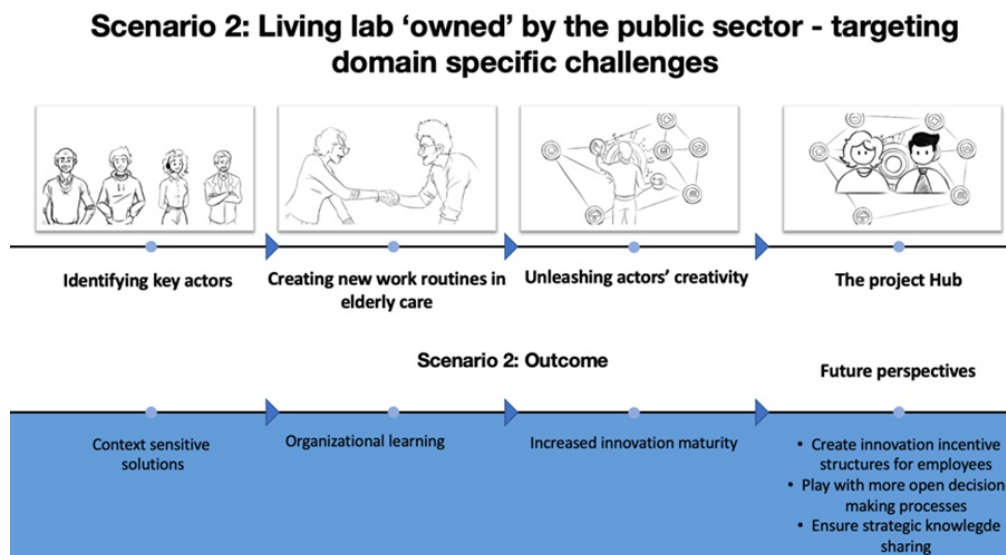 Scenario 2: Living lab ‘owned’ by the public sector - targeting
domain specific challenges
Identifying key actors
Creating new work routines in
elderly care
Unleashing actors’ creativity
The project Hub
Scenario 2: Outcome
Future perspectives
Context sensitive
solutions
Organizational learning
Increased innovation maturity
• Create innovation incentive
structures for employees
• Play with more open decision
making processes
• Ensure strategic knowlegde
sharing